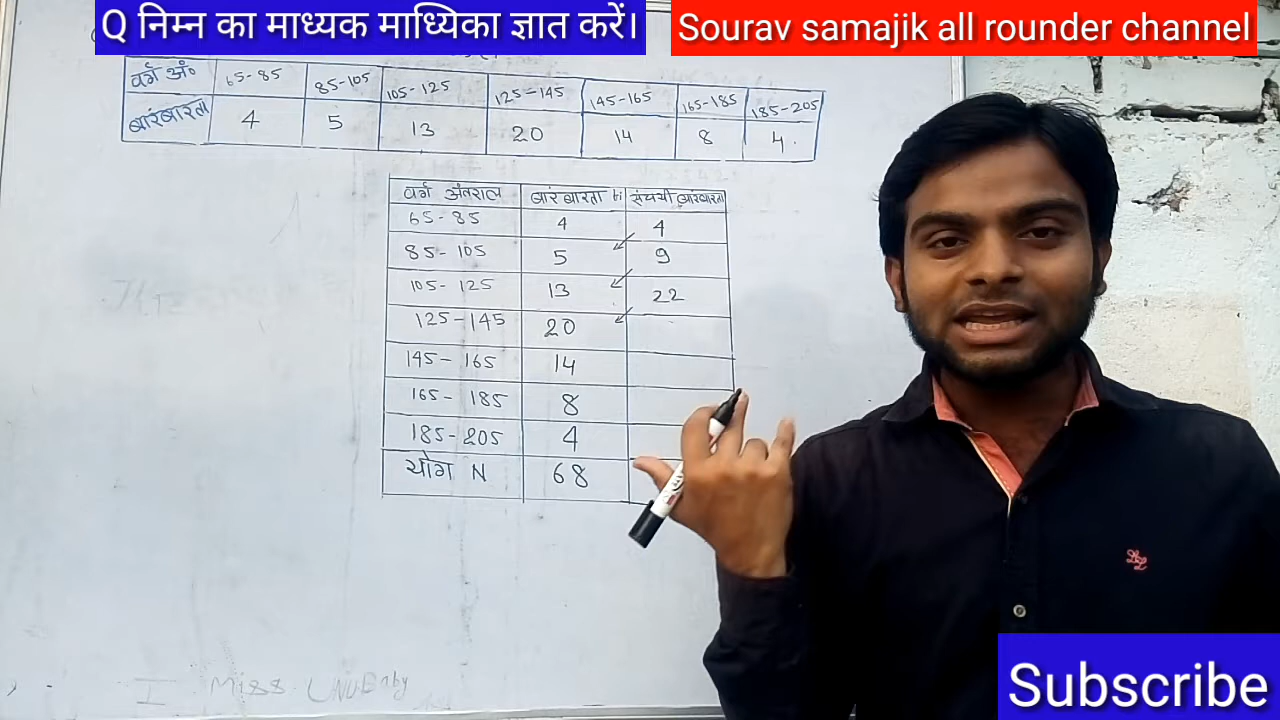 Q निम्न का माध्यक माध्यिका ज्ञात करें।
Sourav samajik all rounder channel
वर्ग अं० 65-85 85-105 105-125 125-145 145-165 165-185 185-205
बारंबारता 4 5 13 20 14 8 4
वर्ग अंतराल बारंबारता fi संचयी बारंबारता
65-85 4 4
85-105 5 9
105-125 13 22
125-145 20
145-165 14
165-185 8
185-205 4
योग N 68
I Miss
Subscribe